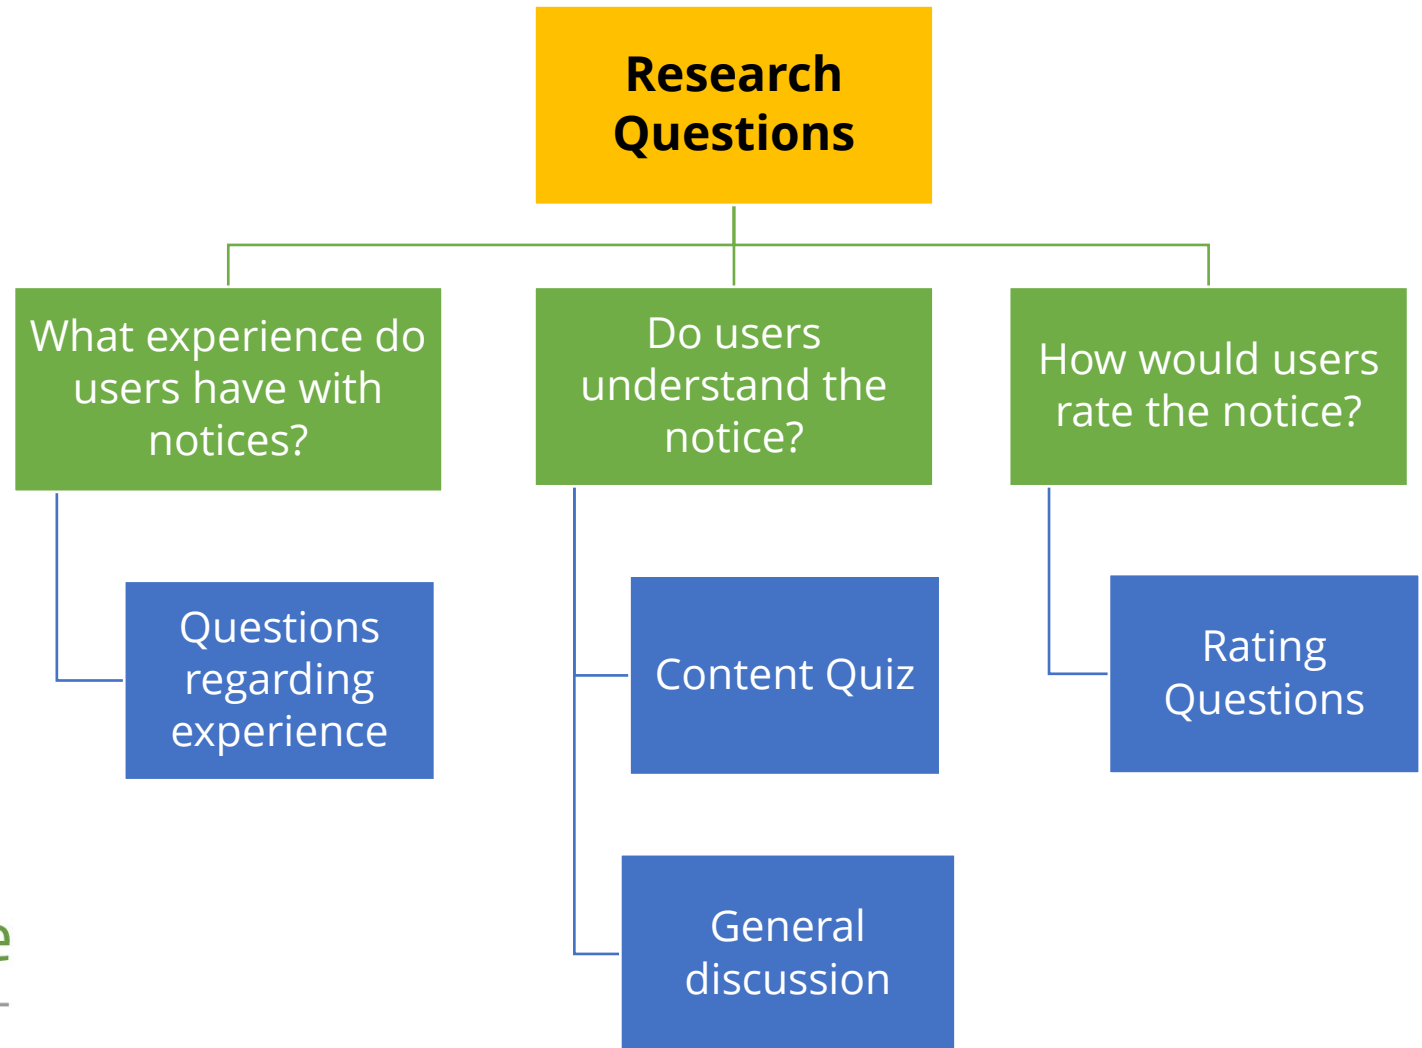 Research
Questions
What experience do
users have with
notices?
Do users
understand the
notice?
How would users
rate the notice?
Questions
regarding
experience
Content Quiz
Rating
Questions
General
discussion
e